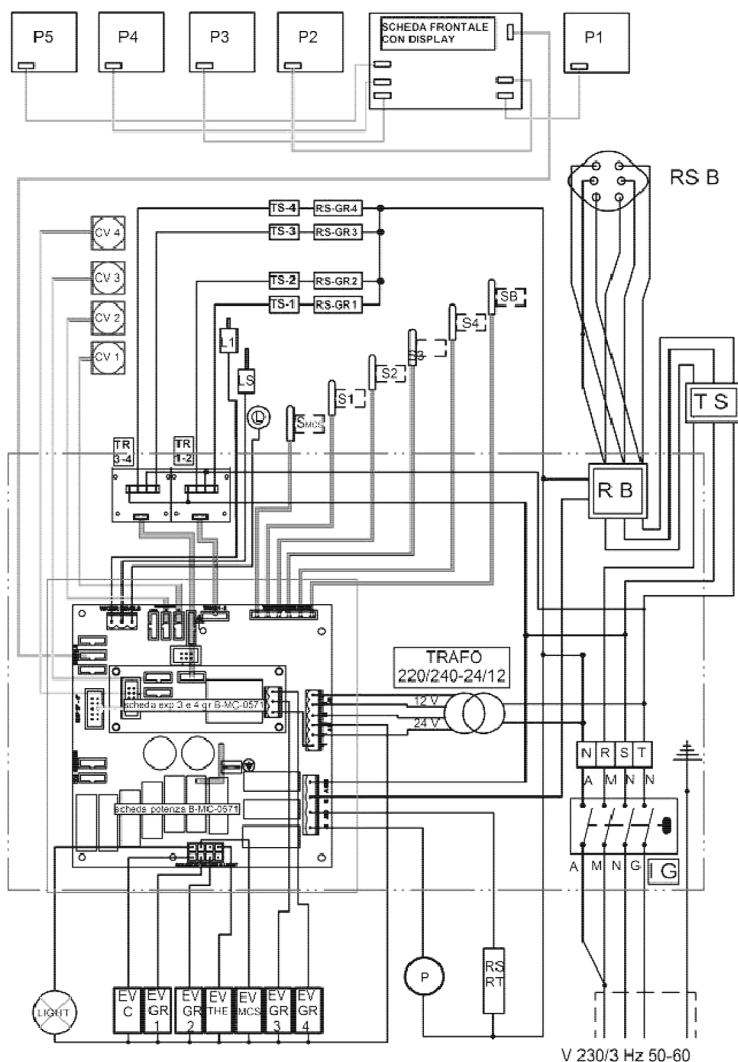 P5
P4
P3
P2
SCHEDA FRONTALE
CON DISPLAY
P1
RS B
CV 4
CV 3
CV 2
CV 1
TS-4
RS-GR4
TS-3
RS-GR3
TS-2
RS-GR2
TS-1
RS-GR1
L1
LS
L
SMCS
S1
S2
S3
S4
SB
TS
RB
TR
3-4
TR
1-2
TRAFO
220/240-24/12
12 V
24 V
scheda exp 3 e 4 gr B-MC-0571
scheda potenza B-MC-0571
N R S T
A M N N
A M N G
IG
P
RS
RT
LIGHT
EV
C
EV
GR
1
EV
GR
2
EV
THE
EV
MCS
EV
GR
3
EV
GR
4
V 230/3 Hz 50-60